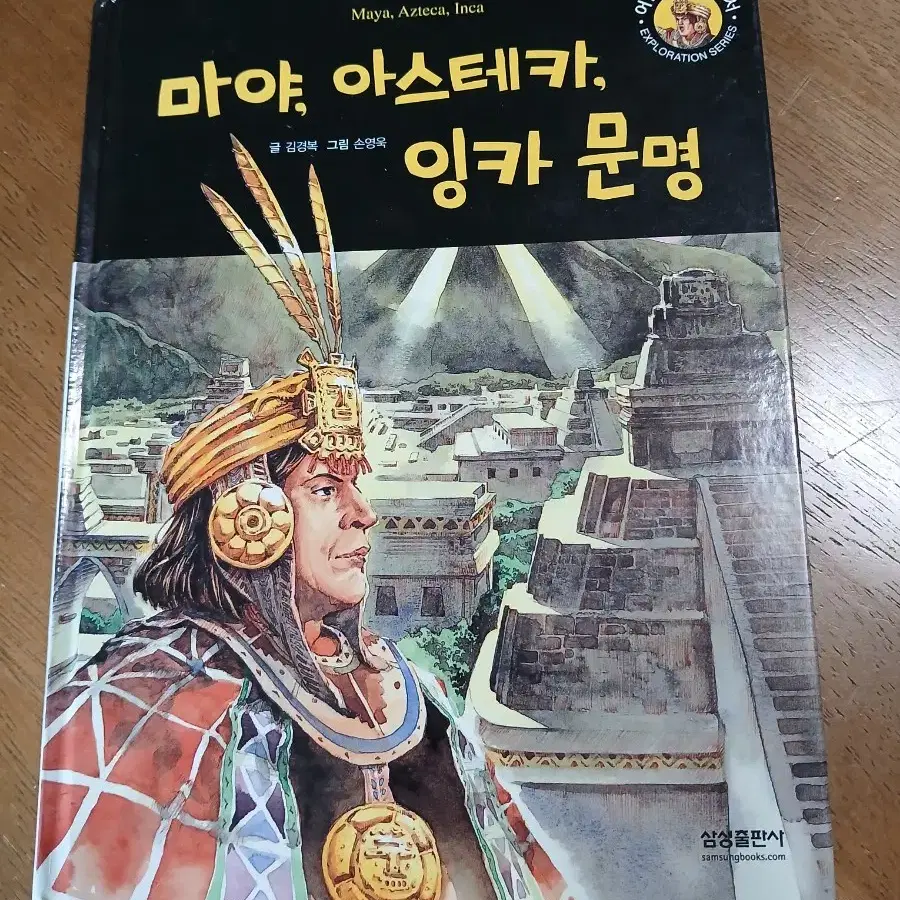 Maya, Azteca, Inca
EXPLORATION SERIES
마야, 아스테카,
글 김경복 그림 손영욱
잉카 문명
삼성출판사
samsungbooks.com